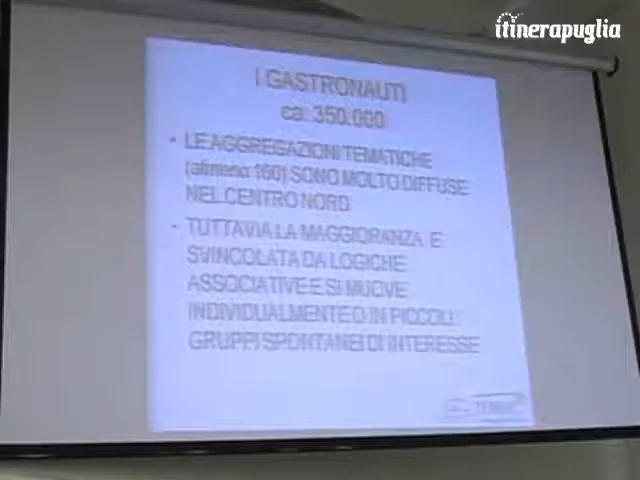 itinerapuglia
I GASTRONAUTI
ca. 350.000
• LE AGGREGAZIONI TEMATICHE
(almeno 160) SONO MOLTO DIFFUSE
NEL CENTRO NORD
• TUTTAVIA LA MAGGIORANZA E
SVINCOLATA DA LOGICHE
ASSOCIATIVE E SI MUOVE
INDIVIDUALMENTE O IN PICCOLI
GRUPPI SPONTANEI DI INTERESSE